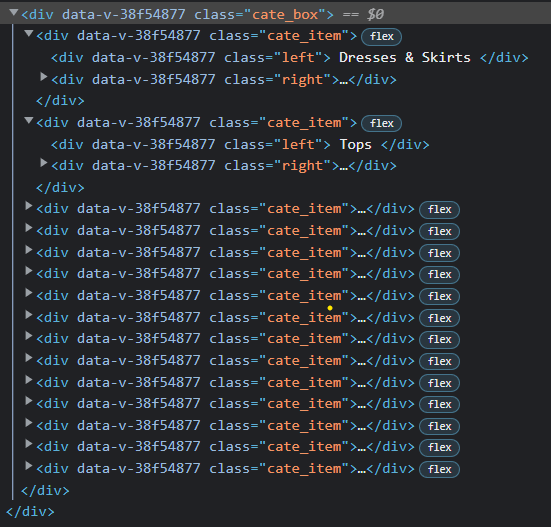 ▼<div data-v-38f54877 class="cate_box"> == $0
▼<div data-v-38f54877 class="cate_item"> flex
<div data-v-38f54877 class="left"> Dresses & Skirts </div>
▶<div data-v-38f54877 class="right">…</div>
</div>
▼<div data-v-38f54877 class="cate_item"> flex
<div data-v-38f54877 class="left"> Tops </div>
▶<div data-v-38f54877 class="right">…</div>
</div>
▶<div data-v-38f54877 class="cate_item">…</div> flex
▶<div data-v-38f54877 class="cate_item">…</div> flex
▶<div data-v-38f54877 class="cate_item">…</div> flex
▶<div data-v-38f54877 class="cate_item">…</div> flex
▶<div data-v-38f54877 class="cate_item">…</div> flex
▶<div data-v-38f54877 class="cate_item">…</div> flex
▶<div data-v-38f54877 class="cate_item">…</div> flex
▶<div data-v-38f54877 class="cate_item">…</div> flex
▶<div data-v-38f54877 class="cate_item">…</div> flex
▶<div data-v-38f54877 class="cate_item">…</div> flex
▶<div data-v-38f54877 class="cate_item">…</div> flex
▶<div data-v-38f54877 class="cate_item">…</div> flex
▶<div data-v-38f54877 class="cate_item">…</div> flex
</div>
</div>